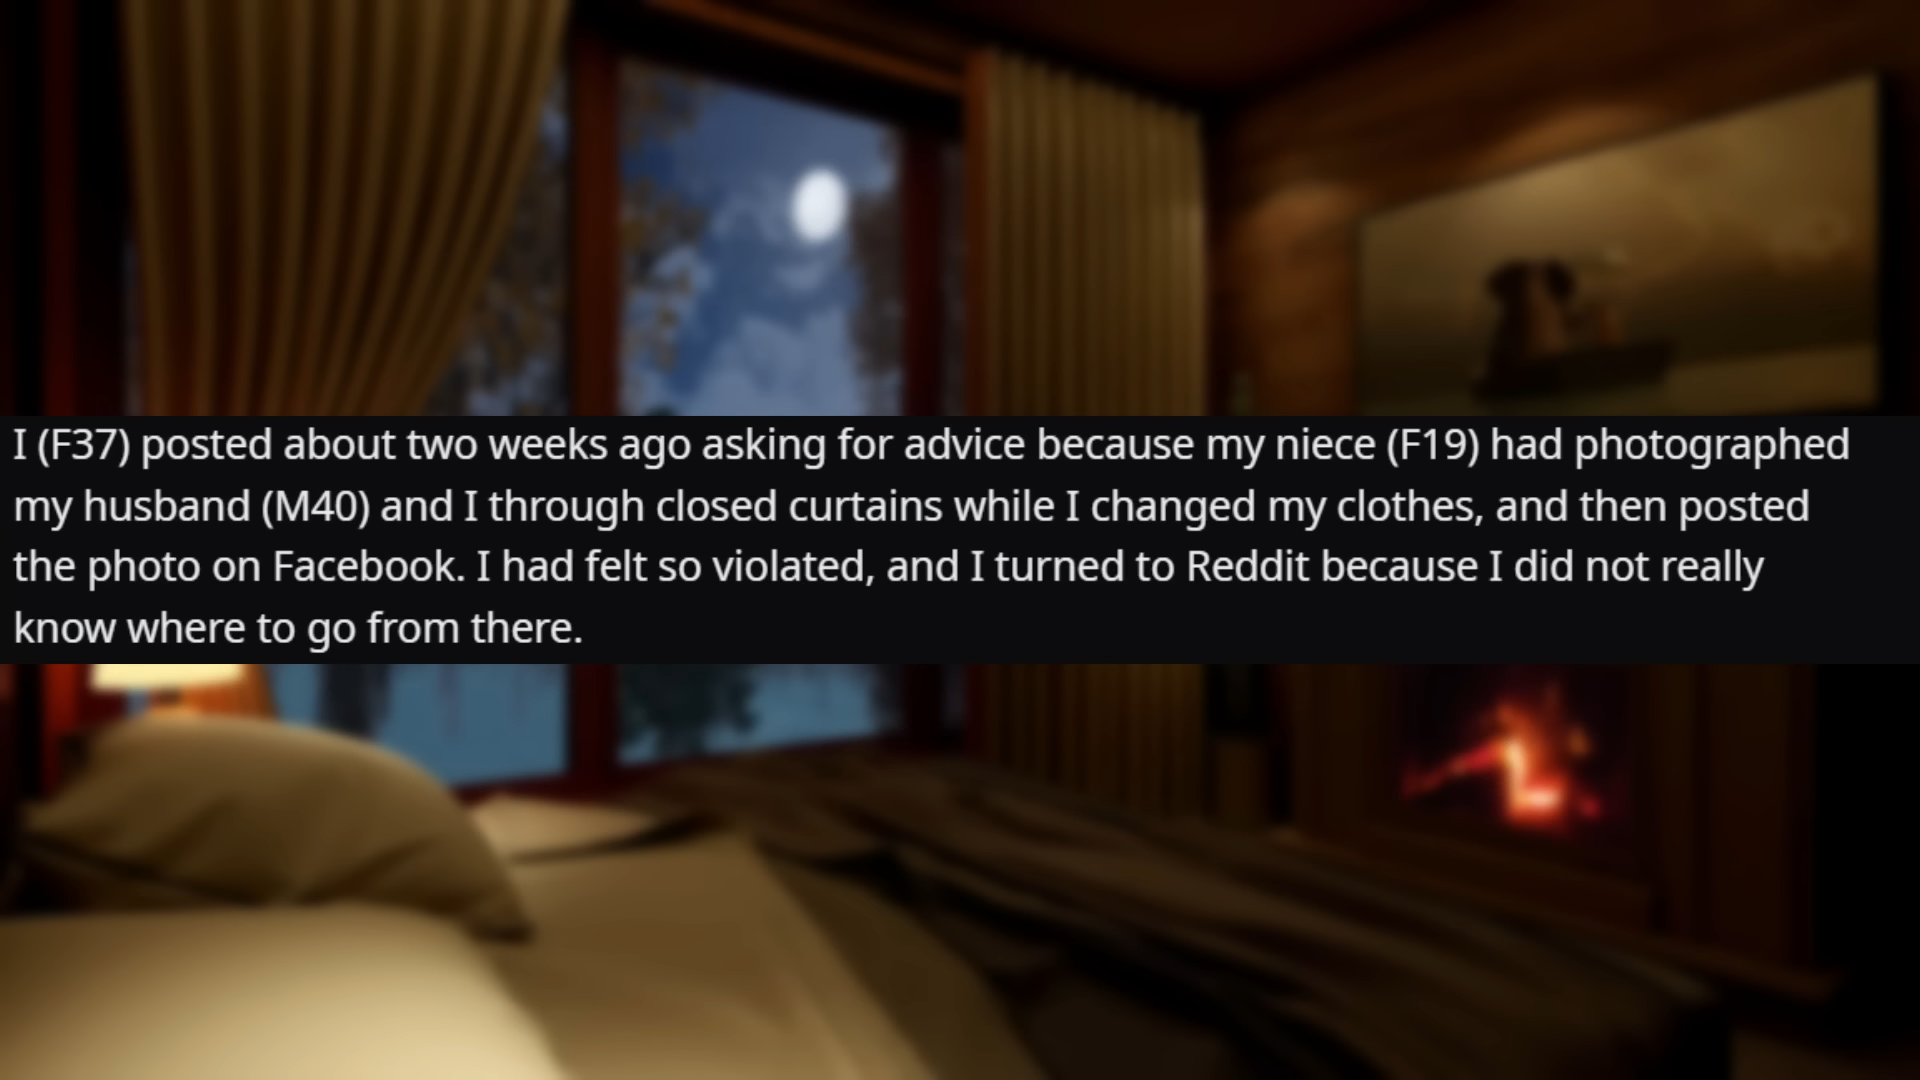 I (F37) posted about two weeks ago asking for advice because my niece (F19) had photographed
my husband (M40) and I through closed curtains while I changed my clothes, and then posted
the photo on Facebook. I had felt so violated, and I turned to Reddit because I did not really
know where to go from there.